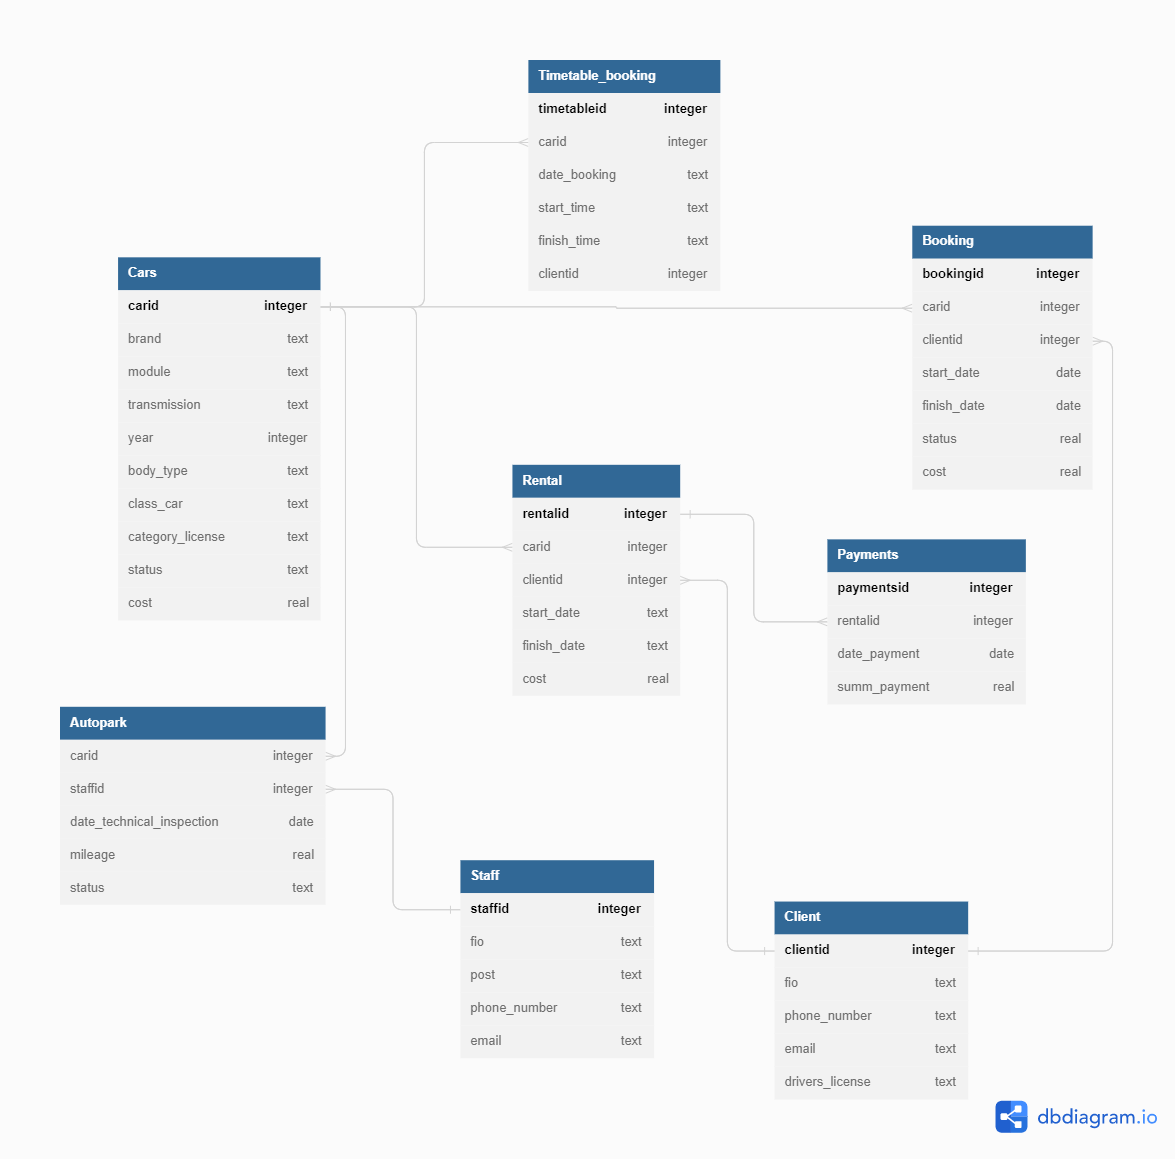 Timetable_booking
timetableid integer
carid integer
date_booking text
start_time text
finish_time text
clientid integer
Booking
bookingid integer
carid integer
clientid integer
start_date date
finish_date date
status real
cost real
Cars
carid integer
brand text
module text
transmission text
year integer
body_type text
class_car text
category_license text
status text
cost real
Rental
rentalid integer
carid integer
clientid integer
start_date text
finish_date text
cost real
Payments
paymentsid integer
rentalid integer
date_payment date
summ_payment real
Autopark
carid integer
staffid integer
date_technical_inspection date
mileage real
status text
Staff
staffid integer
fio text
post text
phone_number text
email text
Client
clientid integer
fio text
phone_number text
email text
drivers_license text
dbdiagram.io